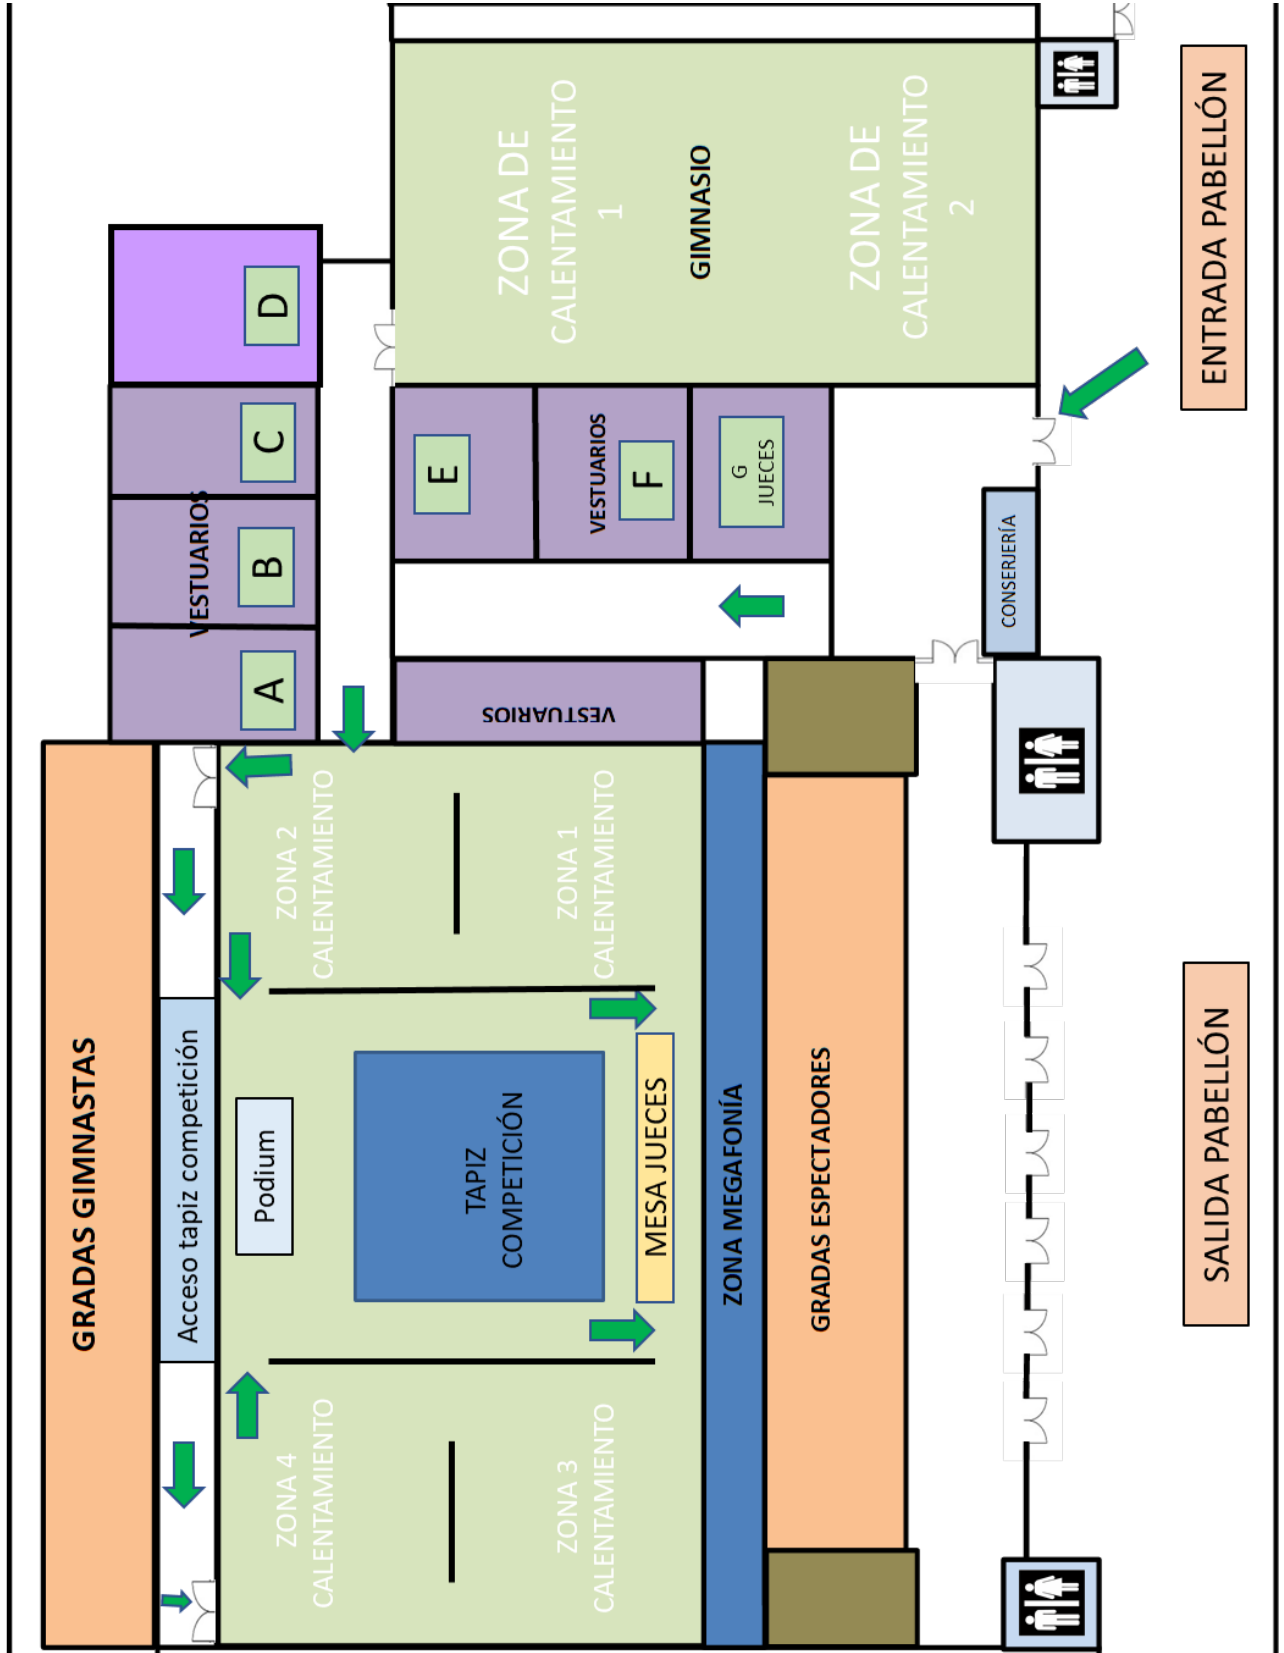 ZONA DE
CALENTAMIENTO
1
GIMNASIO
ZONA DE
CALENTAMIENTO
2
ENTRADA PABELLÓN
D
C
B
A
VESTUARIOS
E
VESTUARIOS
F
G
JUECES
CONSERJERÍA
VESTUARIOS
GRADAS GIMNASTAS
Acceso tapiz competición
Podium
ZONA 2
CALENTAMIENTO
ZONA 1
CALENTAMIENTO
TAPIZ
COMPETICIÓN
MESA JUECES
ZONA MEGAFONÍA
GRADAS ESPECTADORES
SALIDA PABELLÓN
ZONA 4
CALENTAMIENTO
ZONA 3
CALENTAMIENTO